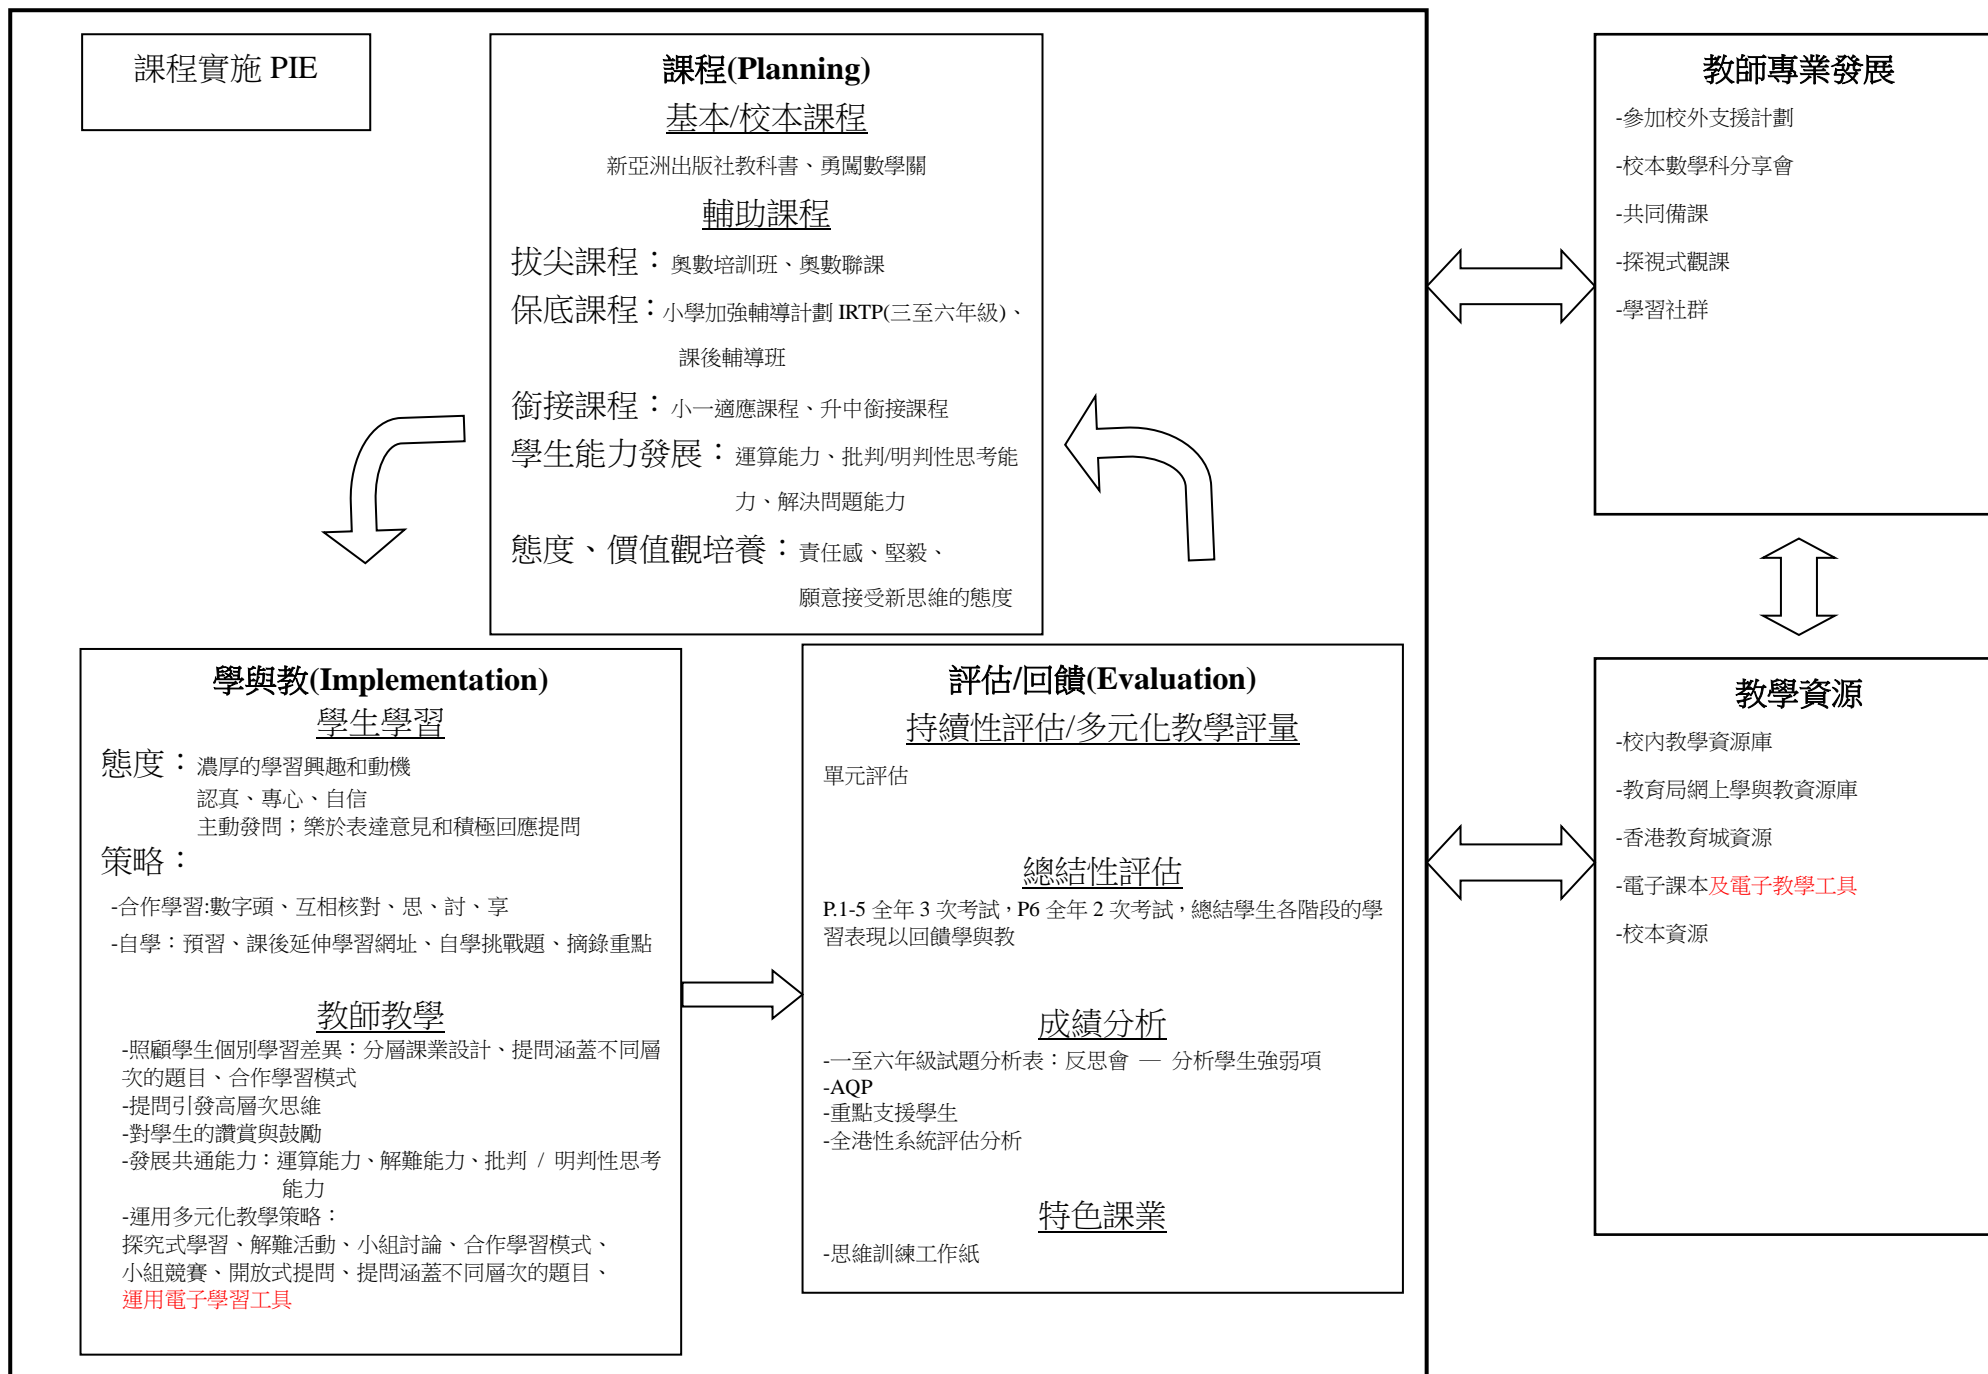 課程實施 PIE
課程(Planning)
基本/校本課程
新亞洲出版社教科書、勇闖數學關
輔助課程
拔尖課程：奧數培訓班、奧數聯課
保底課程：小學加強輔導計劃 IRTP(三至六年級)、
課後輔導班
銜接課程：小一適應課程、升中銜接課程
學生能力發展：運算能力、批判/明判性思考能
力、解決問題能力
態度、價值觀培養：責任感、堅毅、
願意接受新思維的態度
學與教(Implementation)
學生學習
態度：濃厚的學習興趣和動機
認真、專心、自信
主動發問；樂於表達意見和積極回應提問
策略：
-合作學習:數字頭、互相核對、思、討、享
-自學：預習、課後延伸學習網址、自學挑戰題、摘錄重點
教師教學
-照顧學生個別學習差異：分層課業設計、提問涵蓋不同層
次的題目、合作學習模式
-提問引發高層次思維
-對學生的讚賞與鼓勵
-發展共通能力：運算能力、解難能力、批判 / 明判性思考
能力
-運用多元化教學策略：
探究式學習、解難活動、小組討論、合作學習模式、
小組競賽、開放式提問、提問涵蓋不同層次的題目、
運用電子學習工具
評估/回饋(Evaluation)
持續性評估/多元化教學評量
單元評估
總結性評估
P.1-5 全年 3 次考試，P6 全年 2 次考試，總結學生各階段的學
習表現以回饋學與教
成績分析
-一至六年級試題分析表：反思會 — 分析學生強弱項
-AQP
-重點支援學生
-全港性系統評估分析
特色課業
-思維訓練工作紙
教師專業發展
-參加校外支援計劃
-校本數學科分享會
-共同備課
-探視式觀課
-學習社群
教學資源
-校內教學資源庫
-教育局網上學與教資源庫
-香港教育城資源
-電子課本及電子教學工具
-校本資源